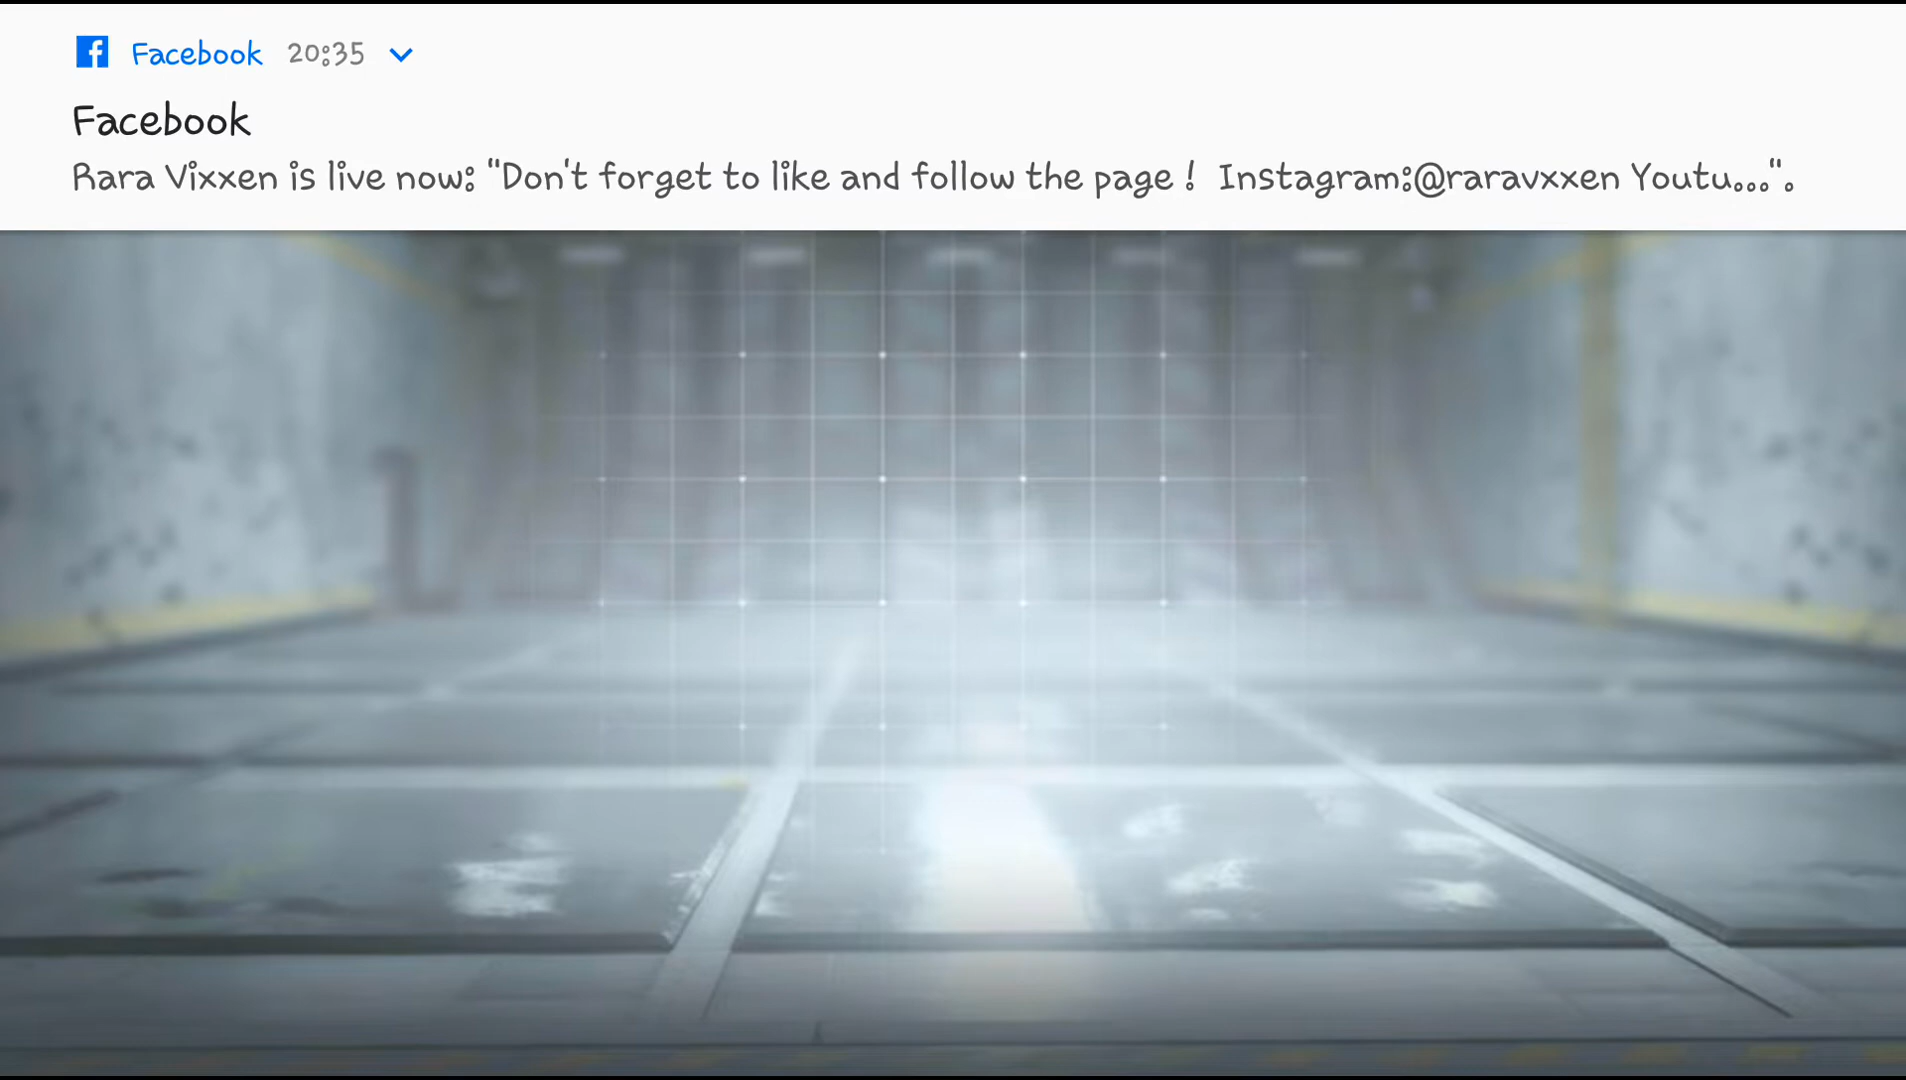 Facebook 20:35
Facebook
Rara Vixxen is live now: "Don't forget to like and follow the page ! Instagram:@raravxxen Youtu...".